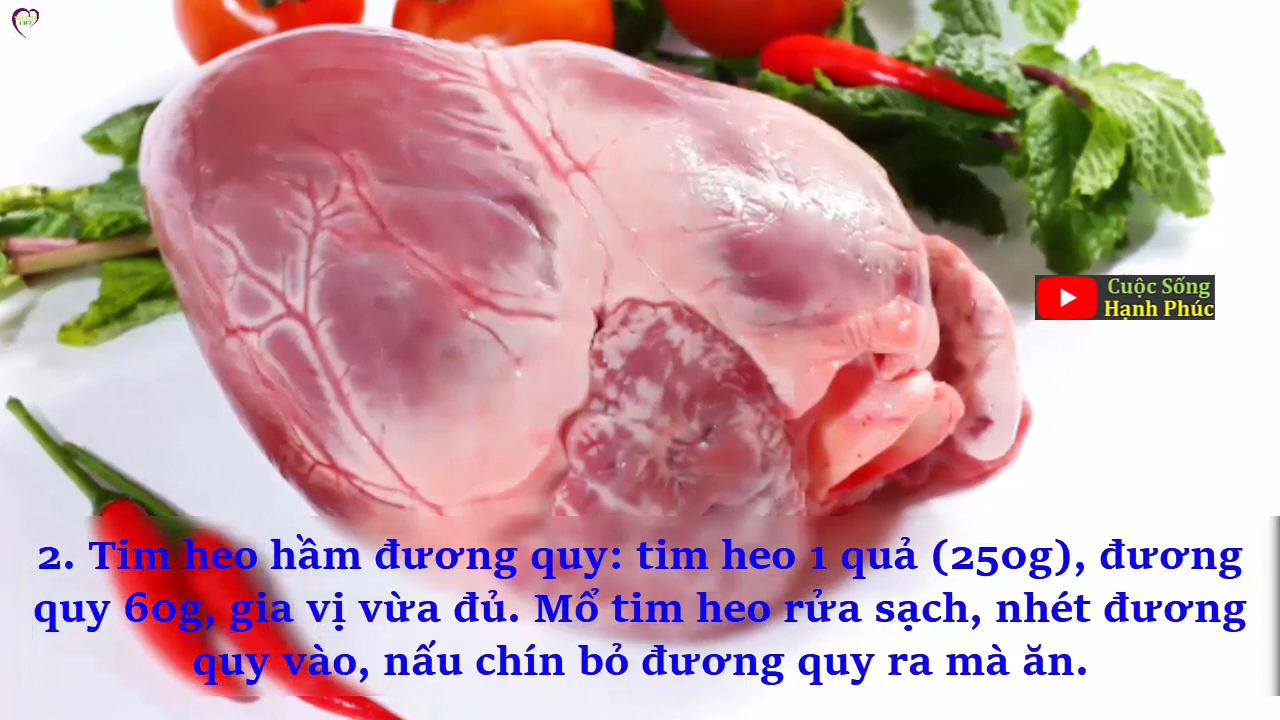 Cuộc Sống
Hạnh Phúc
2. Tim heo hầm đương quy: tim heo 1 quả (250g), đương
quy 60g, gia vị vừa đủ. Mổ tim heo rửa sạch, nhét đương
quy vào, nấu chín bỏ đương quy ra mà ăn.